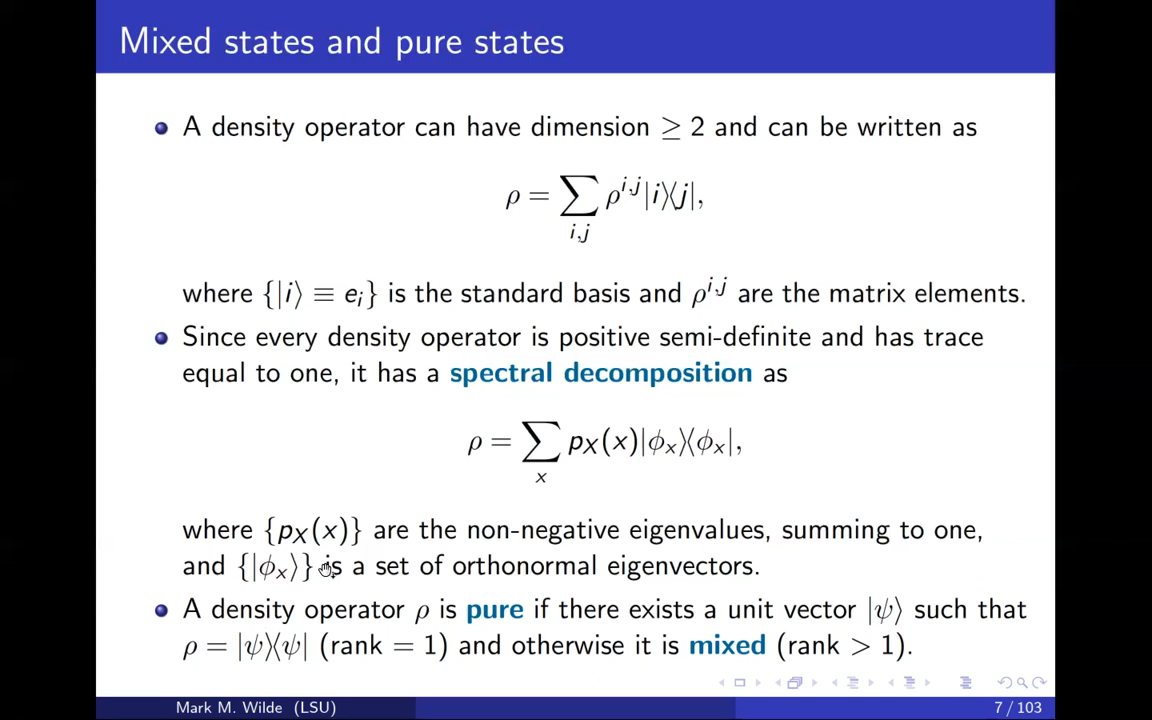 Mixed states and pure states
A density operator can have dimension ≥ 2 and can be written as
ρ = ∑ ρ^{i,j}|i⟩⟨j|,
i,j
where {|i⟩ ≡ e_i} is the standard basis and ρ^{i,j} are the matrix elements.
Since every density operator is positive semi-definite and has trace
equal to one, it has a spectral decomposition as
ρ = ∑ p_X(x)|ϕ_x⟩⟨ϕ_x|,
x
where {p_X(x)} are the non-negative eigenvalues, summing to one,
and {|ϕ_x⟩} is a set of orthonormal eigenvectors.
A density operator ρ is pure if there exists a unit vector |ψ⟩ such that
ρ = |ψ⟩⟨ψ| (rank = 1) and otherwise it is mixed (rank > 1).
Mark M. Wilde (LSU) 7 / 103